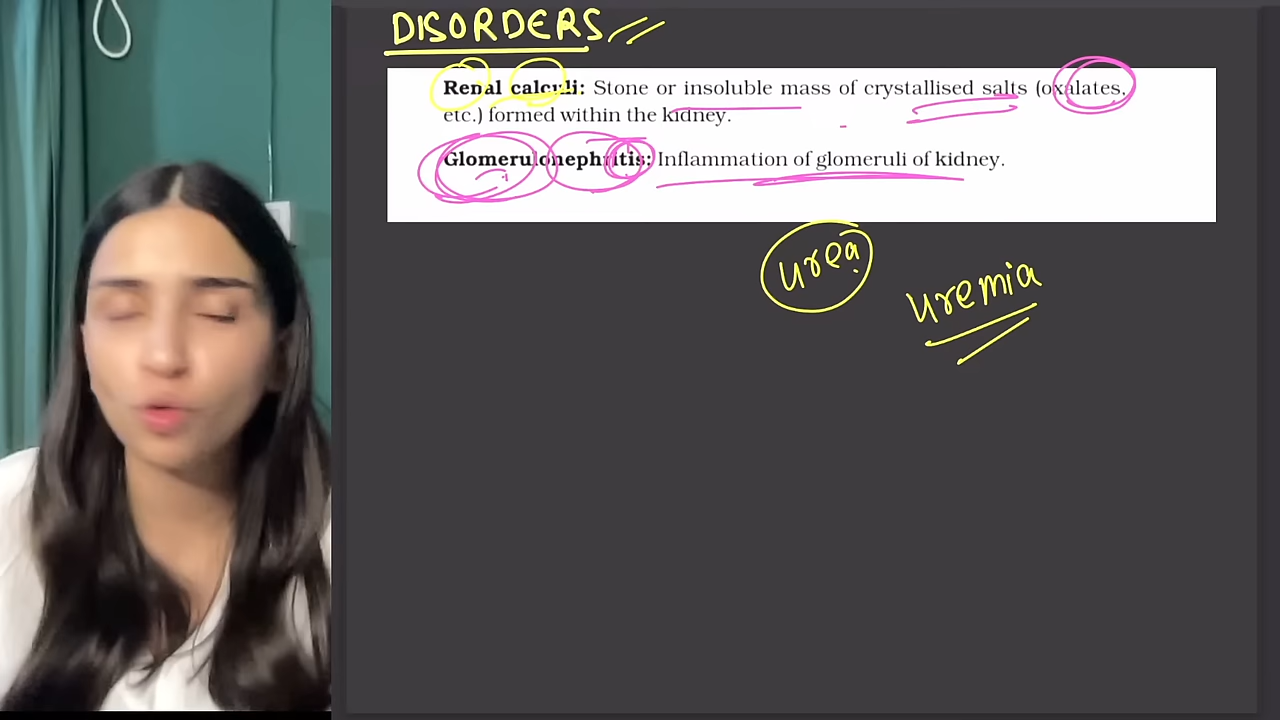 DISORDERS
Renal calculi: Stone or insoluble mass of crystallised salts (oxalates,
etc.) formed within the kidney.
Glomerulonephritis: Inflammation of glomeruli of kidney.
urea
uremia